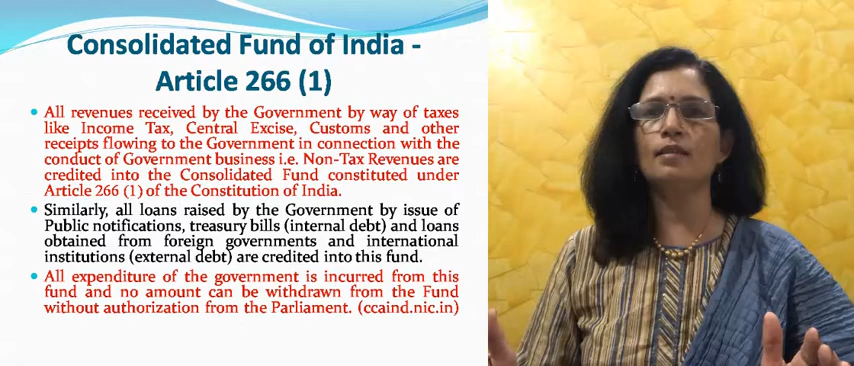 Consolidated Fund of India -
Article 266 (1)
All revenues received by the Government by way of taxes
like Income Tax, Central Excise, Customs and other
receipts flowing to the Government in connection with the
conduct of Government business i.e. Non-Tax Revenues are
credited into the Consolidated Fund constituted under
Article 266 (1) of the Constitution of India.
Similarly, all loans raised by the Government by issue of
Public notifications, treasury bills (internal debt) and loans
obtained from foreign governments and international
institutions (external debt) are credited into this fund.
All expenditure of the government is incurred from this
fund and no amount can be withdrawn from the Fund
without authorization from the Parliament. (ccaind.nic.in)